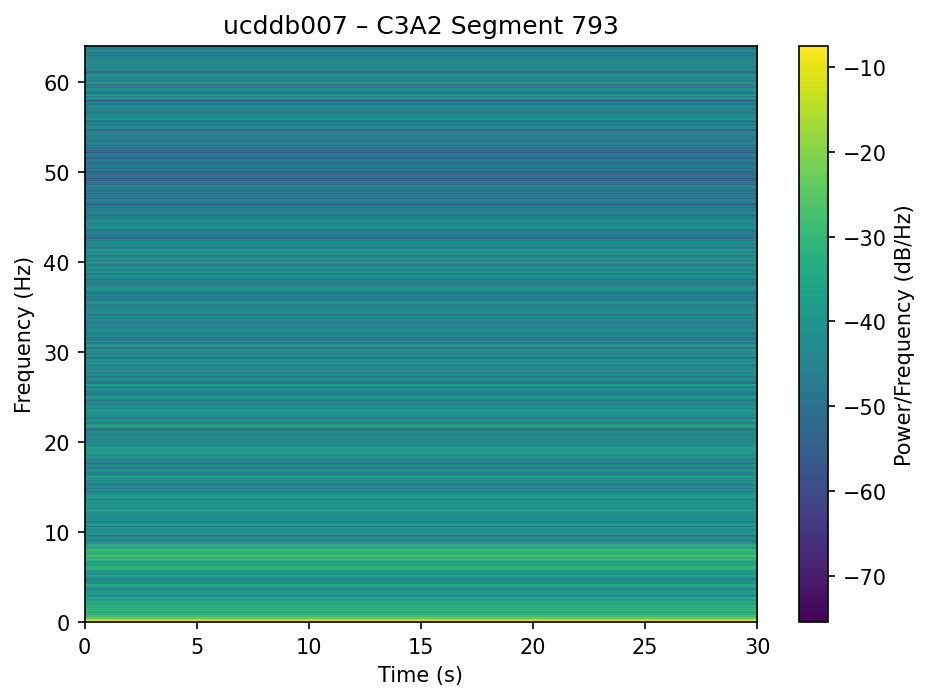 ucddb007 – C3A2 Segment 793
60
50
40
30
20
10
0
Frequency (Hz)
0 5 10 15 20 25 30
Time (s)
−10
−20
−30
−40
−50
−60
−70
Power/Frequency (dB/Hz)